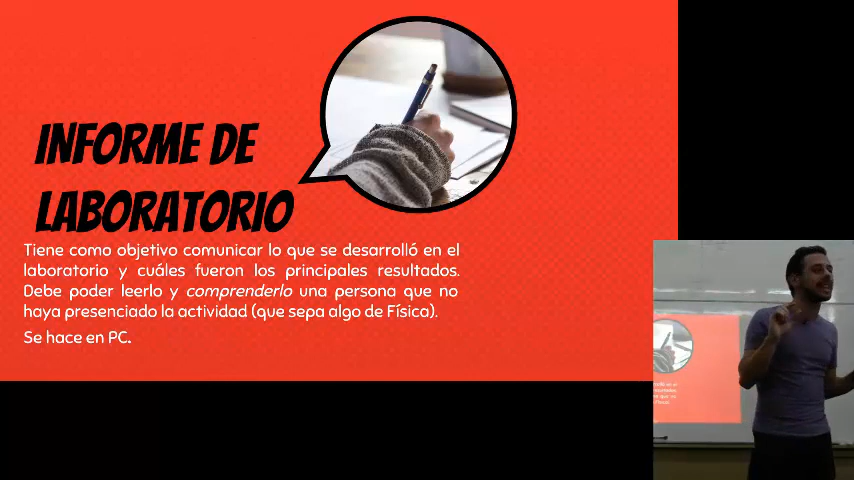 INFORME DE
LABORATORIO
Tiene como objetivo comunicar lo que se desarrolló en el
laboratorio y cuáles fueron los principales resultados.
Debe poder leerlo y comprenderlo una persona que no
haya presenciado la actividad (que sepa algo de Física).
Se hace en PC.